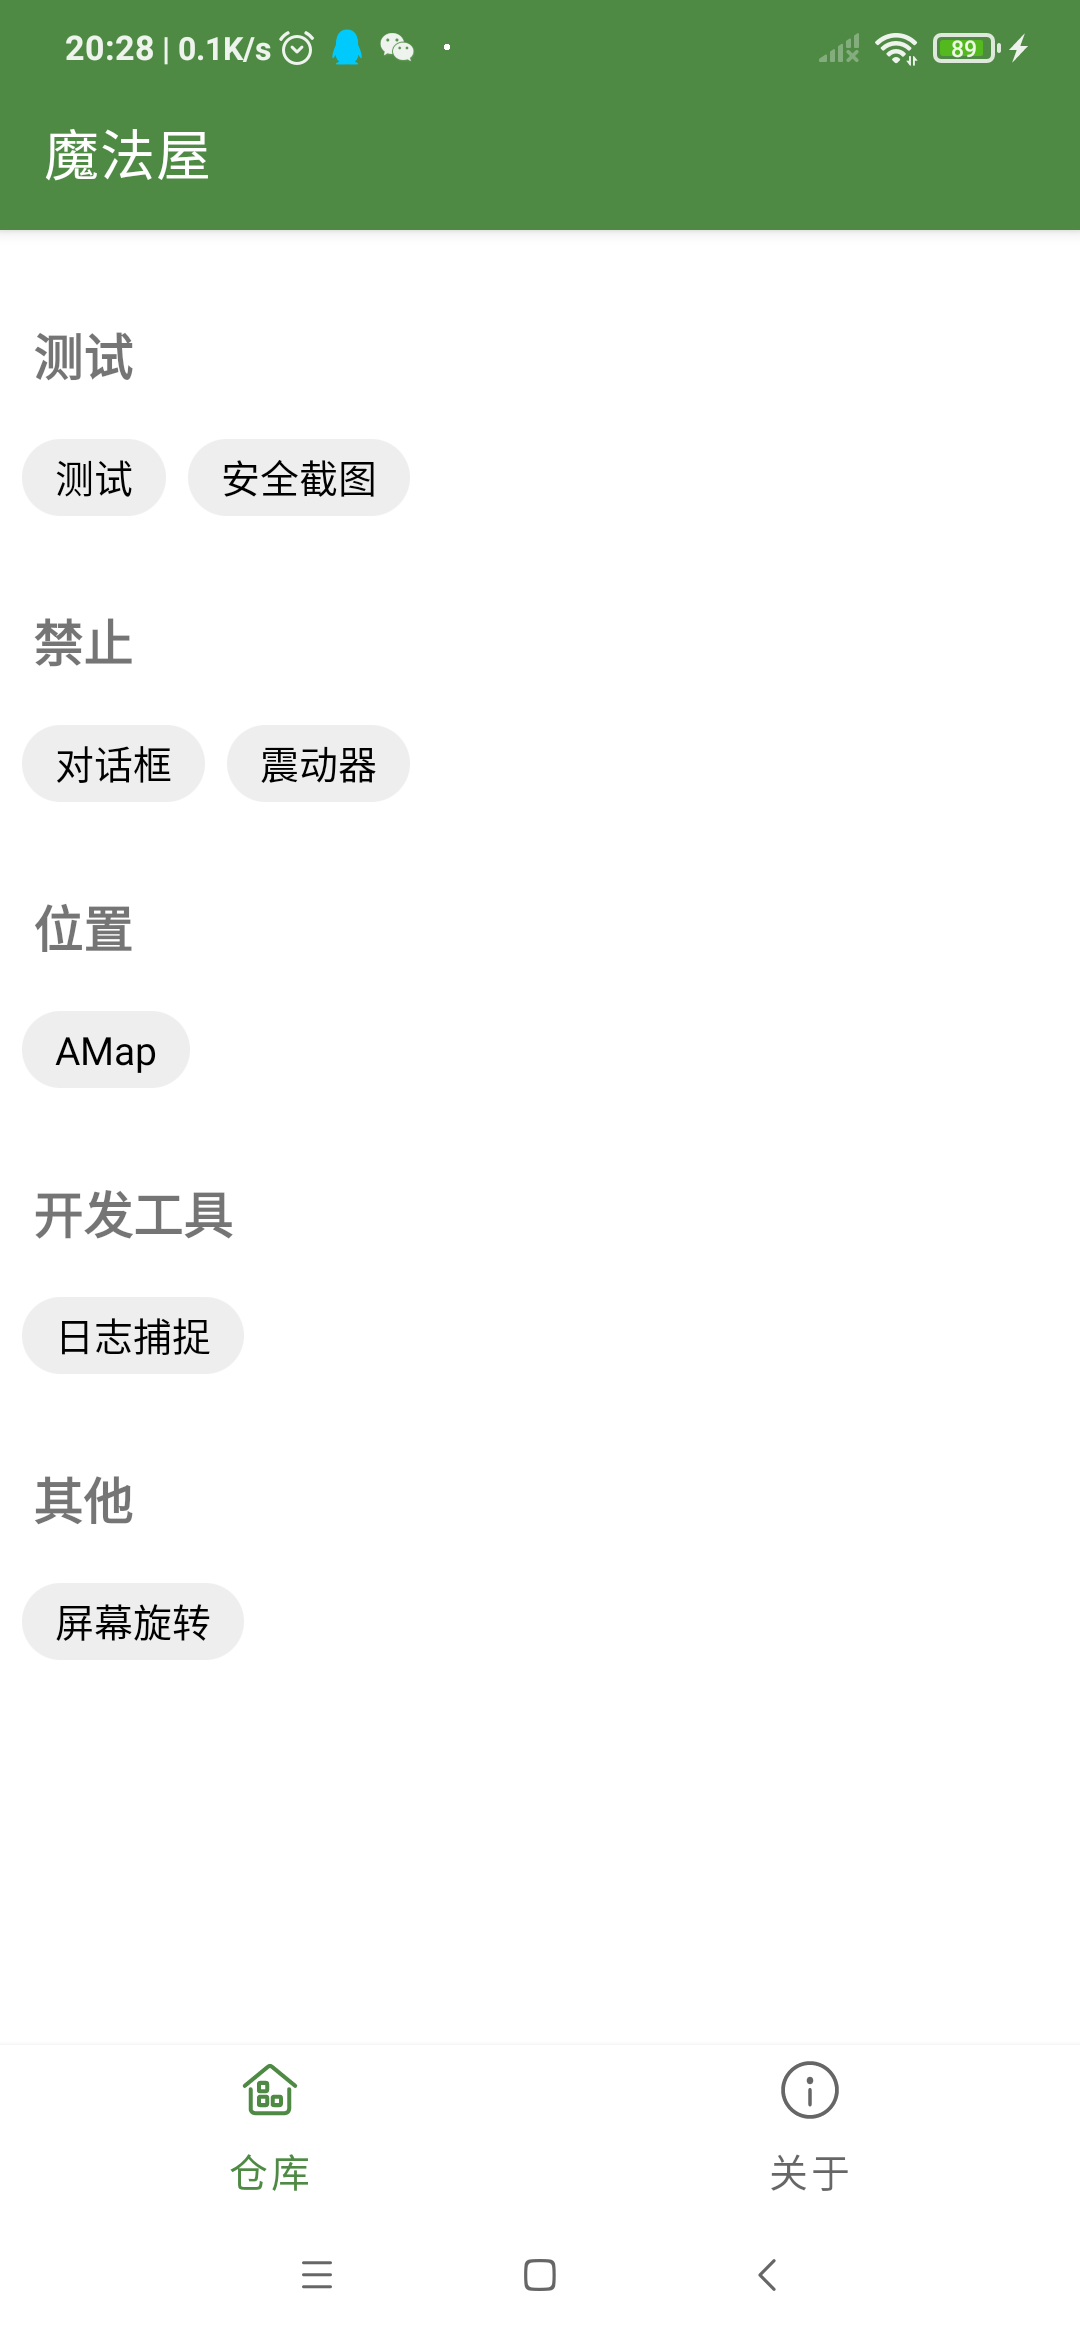 20:28 | 0.1K/s
89
魔法屋
测试
测试 安全截图
禁止
对话框 震动器
位置
AMap
开发工具
日志捕捉
其他
屏幕旋转
仓库 关于